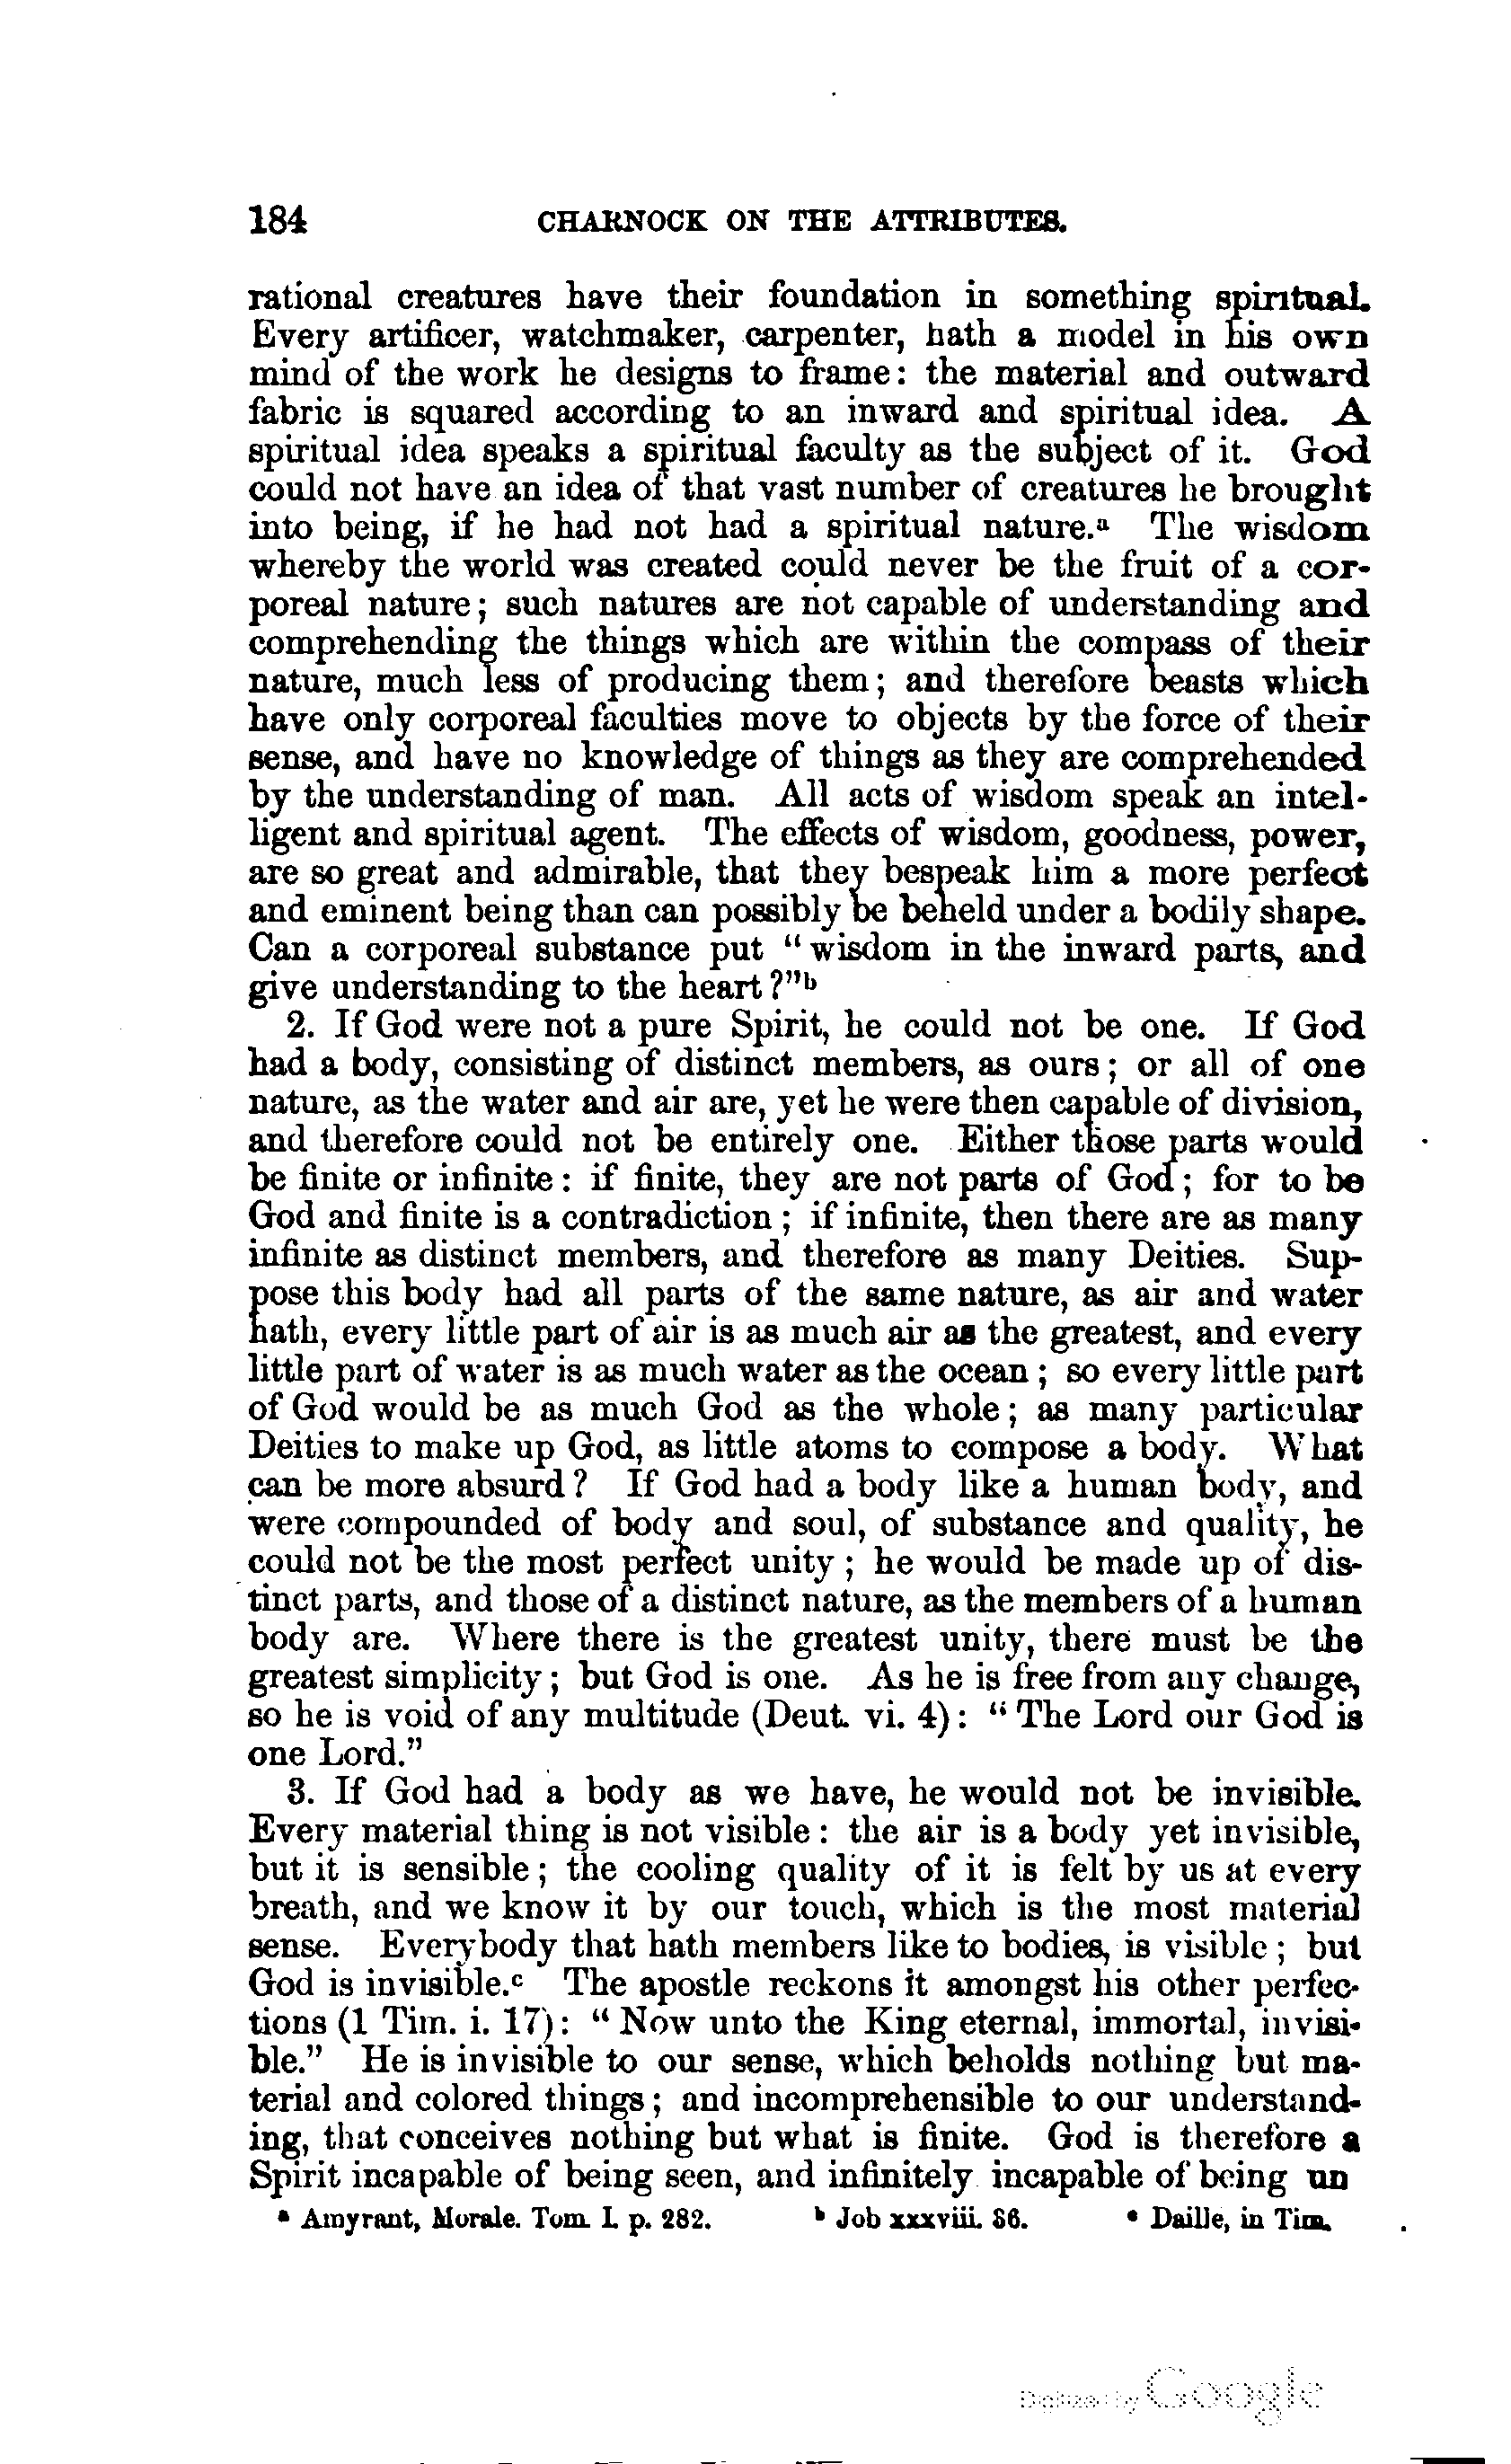 184 CHARNOCK ON THE ATTRIBUTES.
rational creatures have their foundation in something spiritual.
Every artificer, watchmaker, carpenter, hath a model in his own
mind of the work he designs to frame: the material and outward
fabric is squared according to an inward and spiritual idea. A
spiritual idea speaks a spiritual faculty as the subject of it. God
could not have an idea of that vast number of creatures he brought
into being, if he had not had a spiritual nature.ᵃ The wisdom
whereby the world was created could never be the fruit of a cor-
poreal nature; such natures are not capable of understanding and
comprehending the things which are within the compass of their
nature, much less of producing them; and therefore beasts which
have only corporeal faculties move to objects by the force of their
sense, and have no knowledge of things as they are comprehended
by the understanding of man. All acts of wisdom speak an intel-
ligent and spiritual agent. The effects of wisdom, goodness, power,
are so great and admirable, that they bespeak him a more perfect
and eminent being than can possibly be beheld under a bodily shape.
Can a corporeal substance put "wisdom in the inward parts, and
give understanding to the heart?"ᵇ
2. If God were not a pure Spirit, he could not be one. If God
had a body, consisting of distinct members, as ours; or all of one
nature, as the water and air are, yet he were then capable of division,
and therefore could not be entirely one. Either those parts would
be finite or infinite: if finite, they are not parts of God; for to be
God and finite is a contradiction; if infinite, then there are as many
infinite as distinct members, and therefore as many Deities. Sup-
pose this body had all parts of the same nature, as air and water
hath, every little part of air is as much air as the greatest, and every
little part of water is as much water as the ocean; so every little part
of God would be as much God as the whole; as many particular
Deities to make up God, as little atoms to compose a body. What
can be more absurd? If God had a body like a human body, and
were compounded of body and soul, of substance and quality, he
could not be the most perfect unity; he would be made up of dis-
tinct parts, and those of a distinct nature, as the members of a human
body are. Where there is the greatest unity, there must be the
greatest simplicity; but God is one. As he is free from any change,
so he is void of any multitude (Deut. vi. 4): "The Lord our God is
one Lord."
3. If God had a body as we have, he would not be invisible.
Every material thing is not visible: the air is a body yet invisible,
but it is sensible; the cooling quality of it is felt by us at every
breath, and we know it by our touch, which is the most material
sense. Everybody that hath members like to bodies, is visible; but
God is invisible.ᶜ The apostle reckons it amongst his other perfec-
tions (1 Tim. i. 17): "Now unto the King eternal, immortal, invisi-
ble." He is invisible to our sense, which beholds nothing but ma-
terial and colored things; and incomprehensible to our understand-
ing, that conceives nothing but what is finite. God is therefore a
Spirit incapable of being seen, and infinitely incapable of being un
ᵃ Amyrant, Morale. Tom. I. p. 282. ᵇ Job xxxviii. 36. ᶜ Daille, in Tim.
Digitized by Google